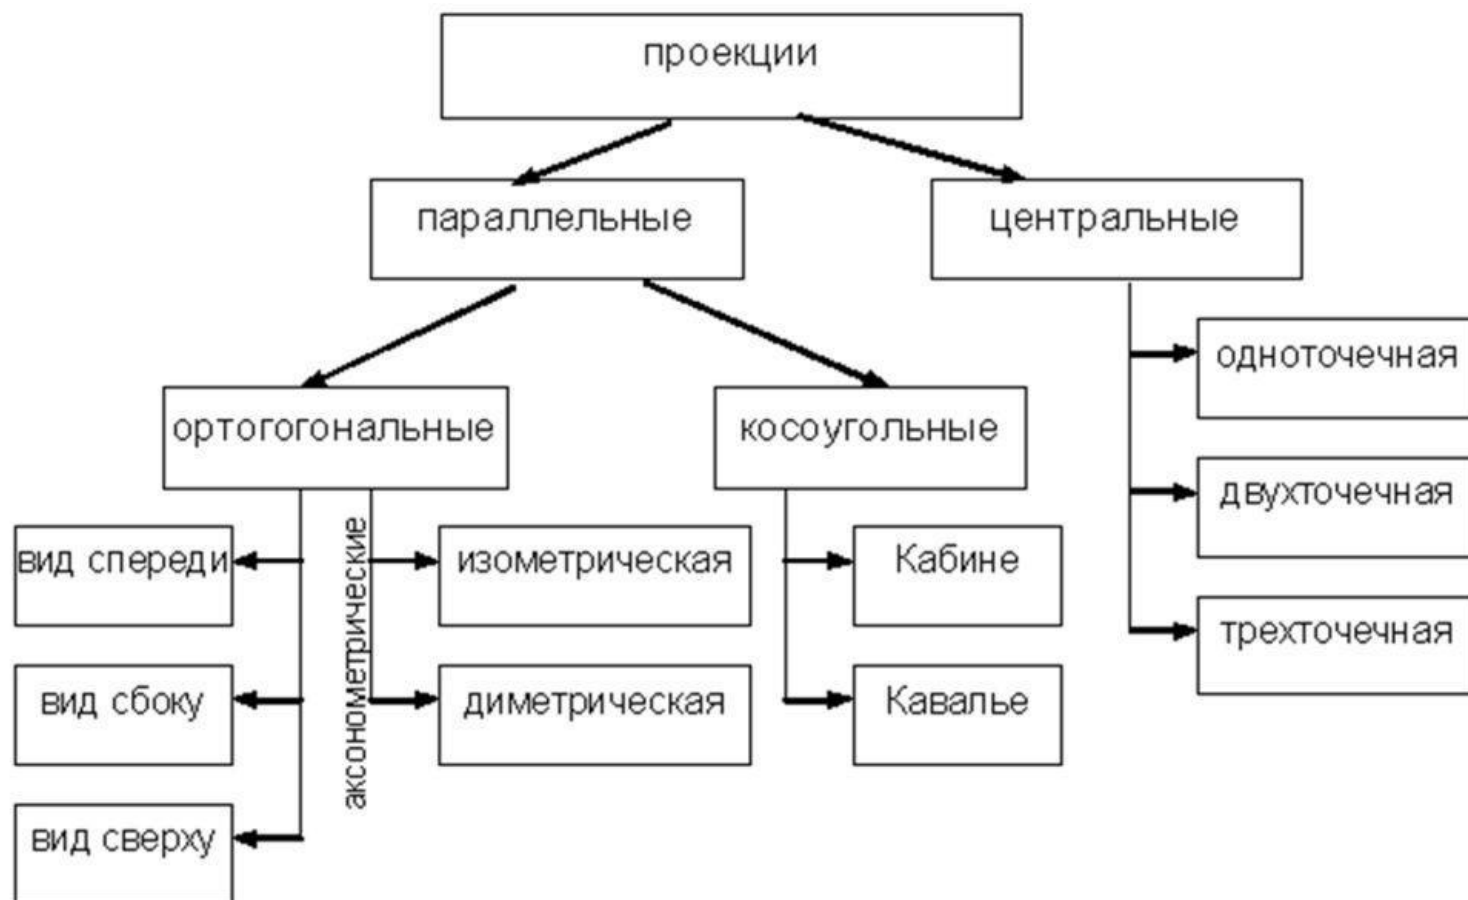 проекции
параллельные
центральные
одноточечная
ортогогональные
косоугольные
двухточечная
аксонометрические
вид спереди
изометрическая
Кабине
трехточечная
вид сбоку
диметрическая
Кавалье
вид сверху